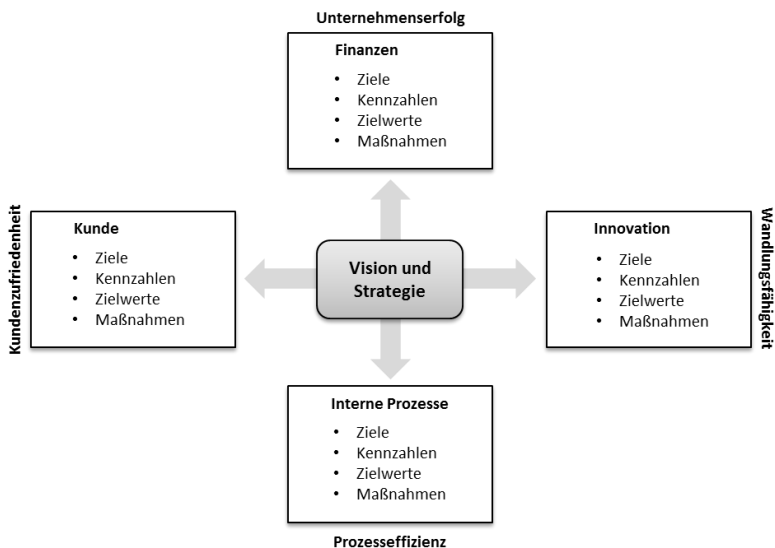 Unternehmenserfolg
Finanzen
• Ziele
• Kennzahlen
• Zielwerte
• Maßnahmen
Kundenzufriedenheit
Kunde
• Ziele
• Kennzahlen
• Zielwerte
• Maßnahmen
Vision und
Strategie
Innovation
• Ziele
• Kennzahlen
• Zielwerte
• Maßnahmen
Wandlungsfähigkeit
Interne Prozesse
• Ziele
• Kennzahlen
• Zielwerte
• Maßnahmen
Prozesseffizienz